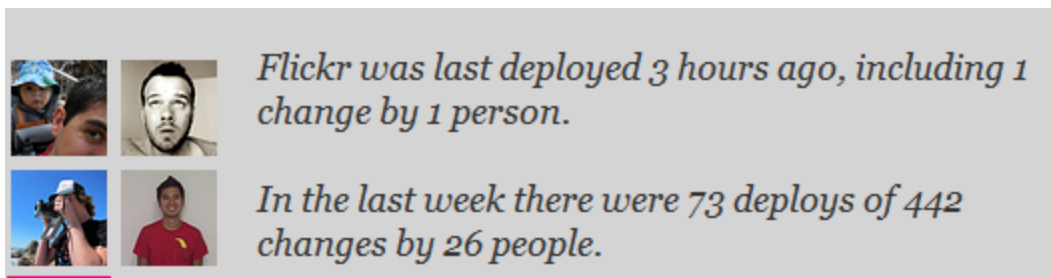 Flickr was last deployed 3 hours ago, including 1
change by 1 person.
In the last week there were 73 deploys of 442
changes by 26 people.